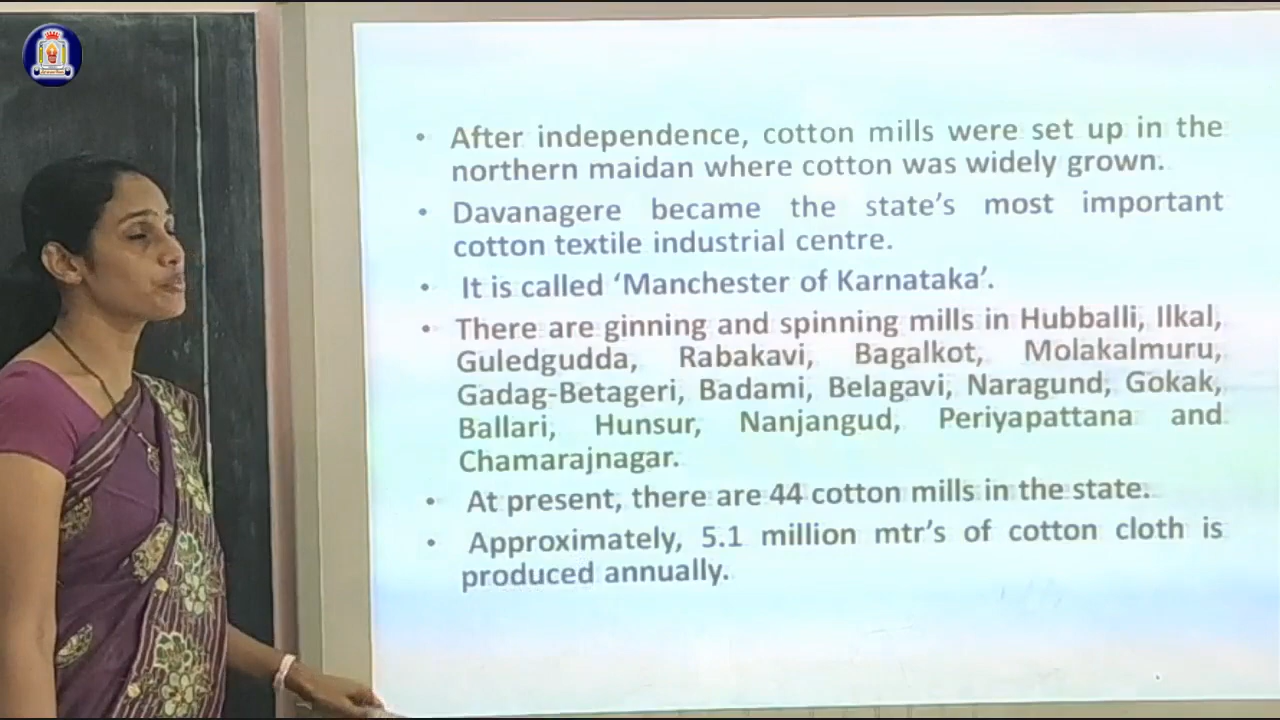 • After independence, cotton mills were set up in the
northern maidan where cotton was widely grown.
• Davanagere became the state's most important
cotton textile industrial centre.
• It is called ‘Manchester of Karnataka’.
• There are ginning and spinning mills in Hubballi, Ilkal,
Guledgudda, Rabakavi, Bagalkot, Molakalmuru,
Gadag-Betageri, Badami, Belagavi, Naragund, Gokak,
Ballari, Hunsur, Nanjangud, Periyapattana and
Chamarajnagar.
• At present, there are 44 cotton mills in the state.
• Approximately, 5.1 million mtr's of cotton cloth is
produced annually.